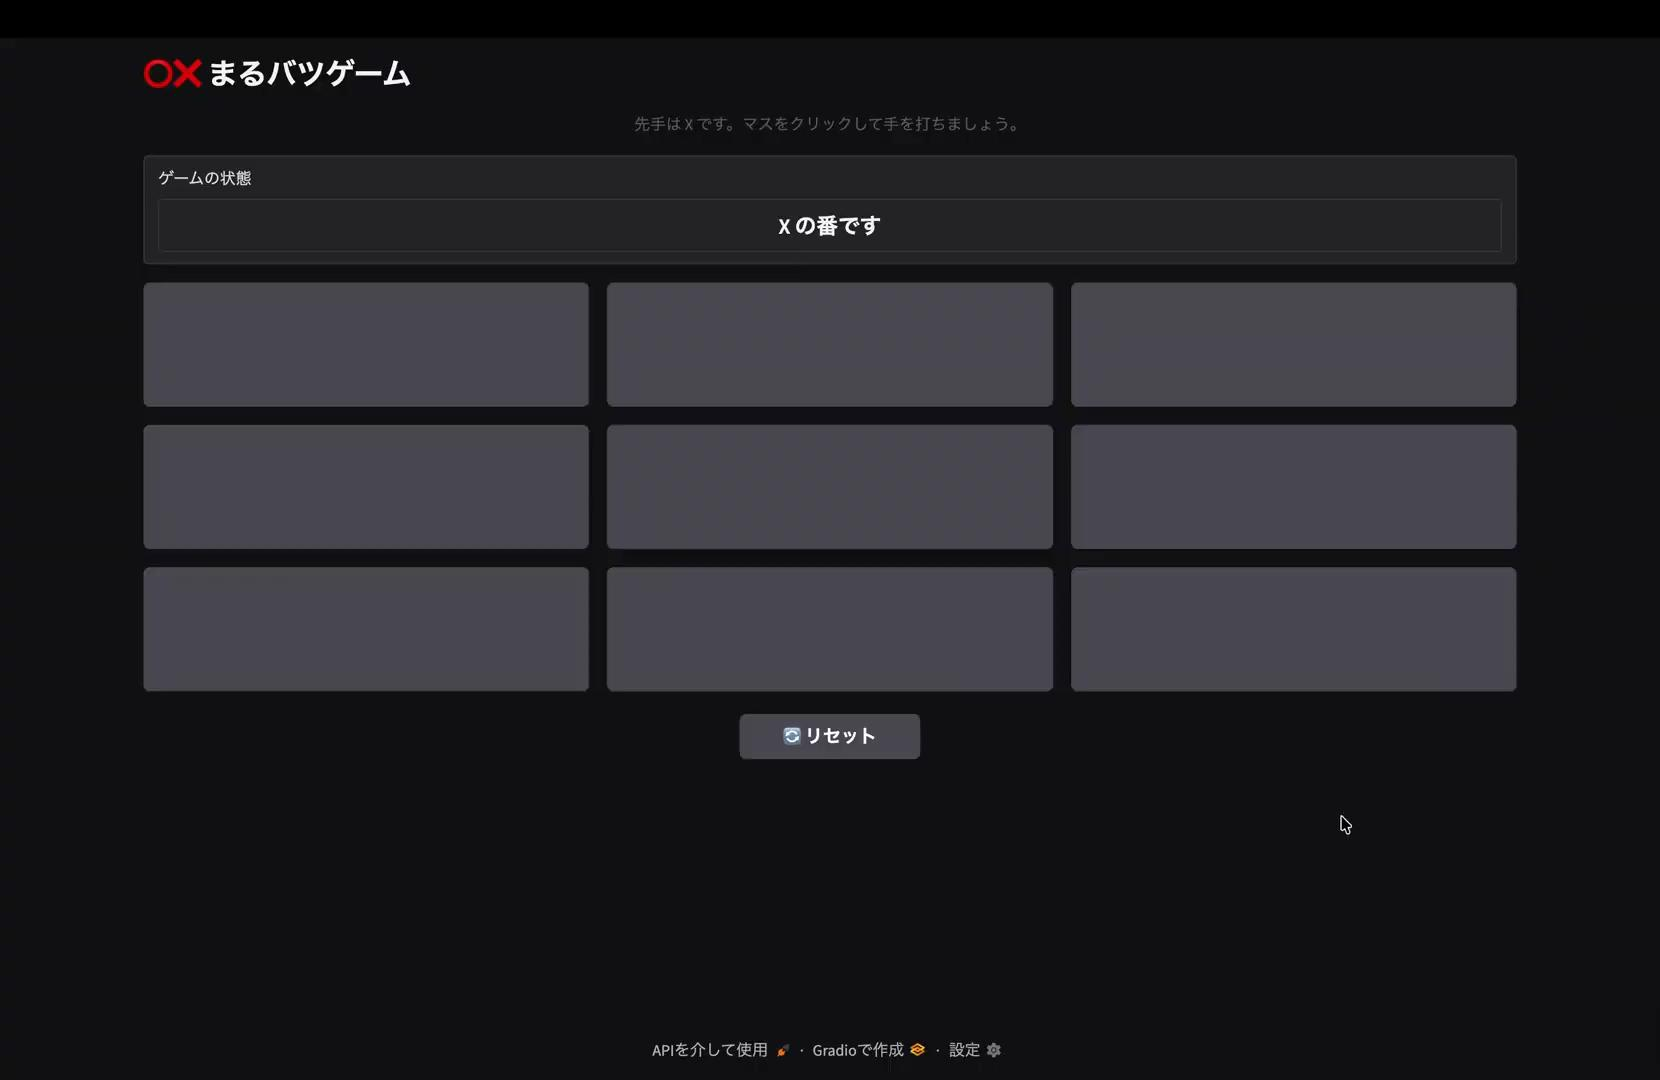 ⭕❌ まるバツゲーム
先手は X です。マスをクリックして手を打ちましょう。
ゲームの状態
X の番です
🔄 リセット
APIを介して使用 🚀 · Gradioで作成 · 設定 ⚙️